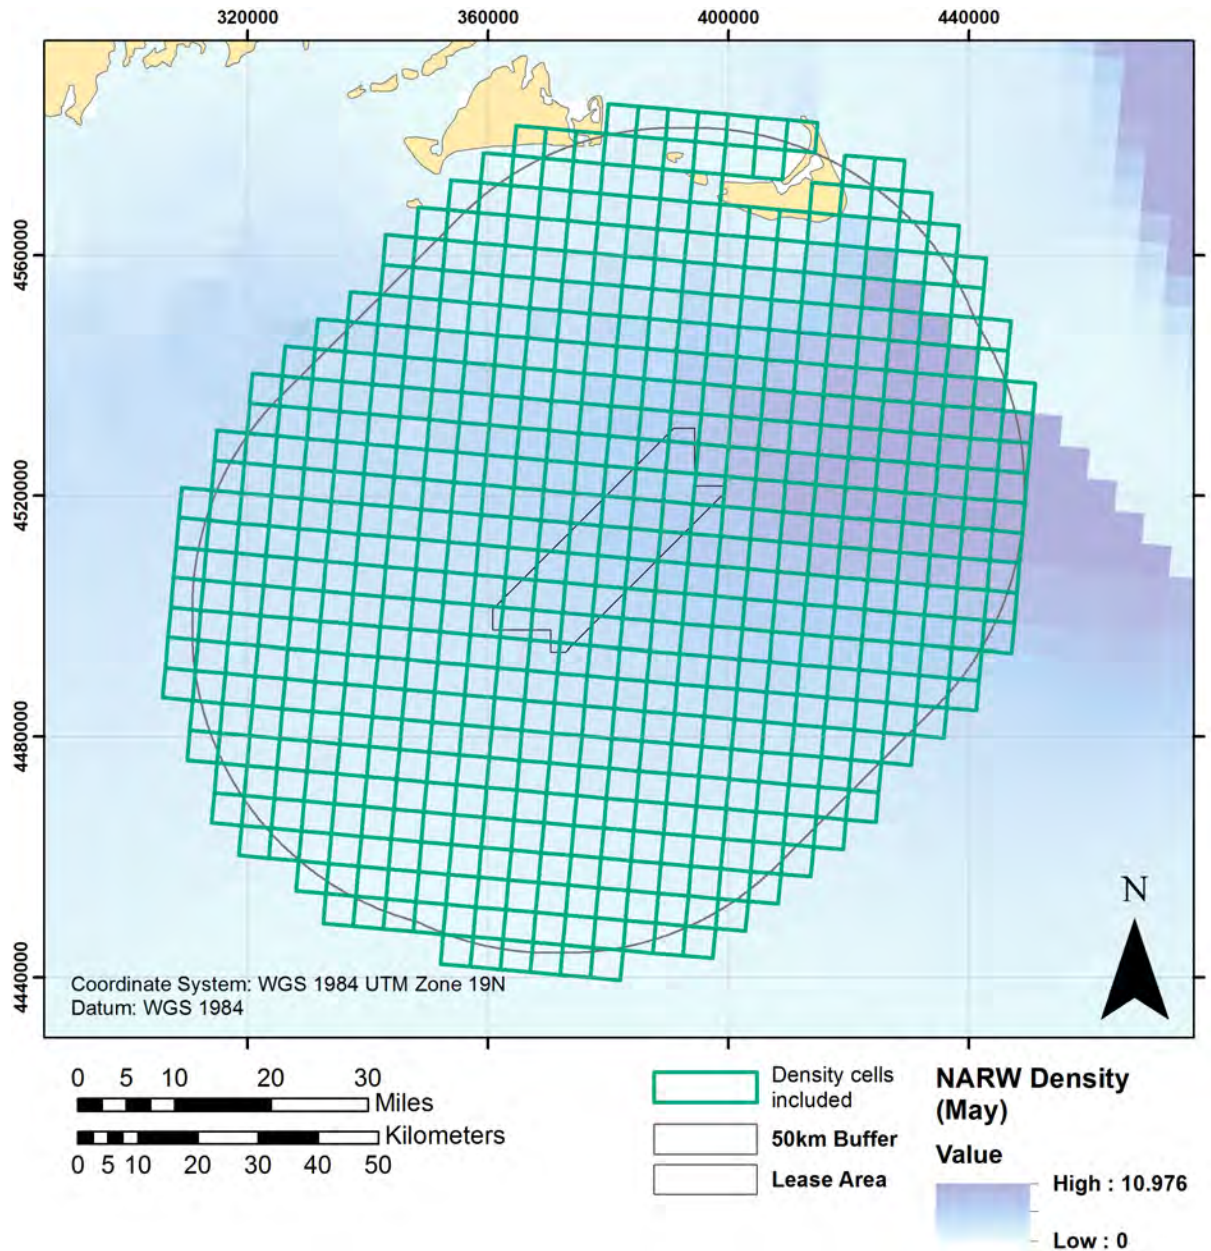 320000 360000 400000 440000
4560000
4520000
4480000
4440000
N
Coordinate System: WGS 1984 UTM Zone 19N
Datum: WGS 1984
0 5 10 20 30
Miles
Kilometers
0 5 10 20 30 40 50
Density cells
included
50km Buffer
Lease Area
NARW Density
(May)
Value
High : 10.976
Low : 0